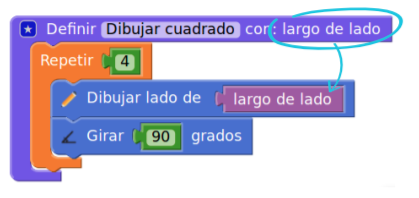 Definir Dibujar cuadrado con: largo de lado
Repetir 4
Dibujar lado de largo de lado
Girar 90 grados